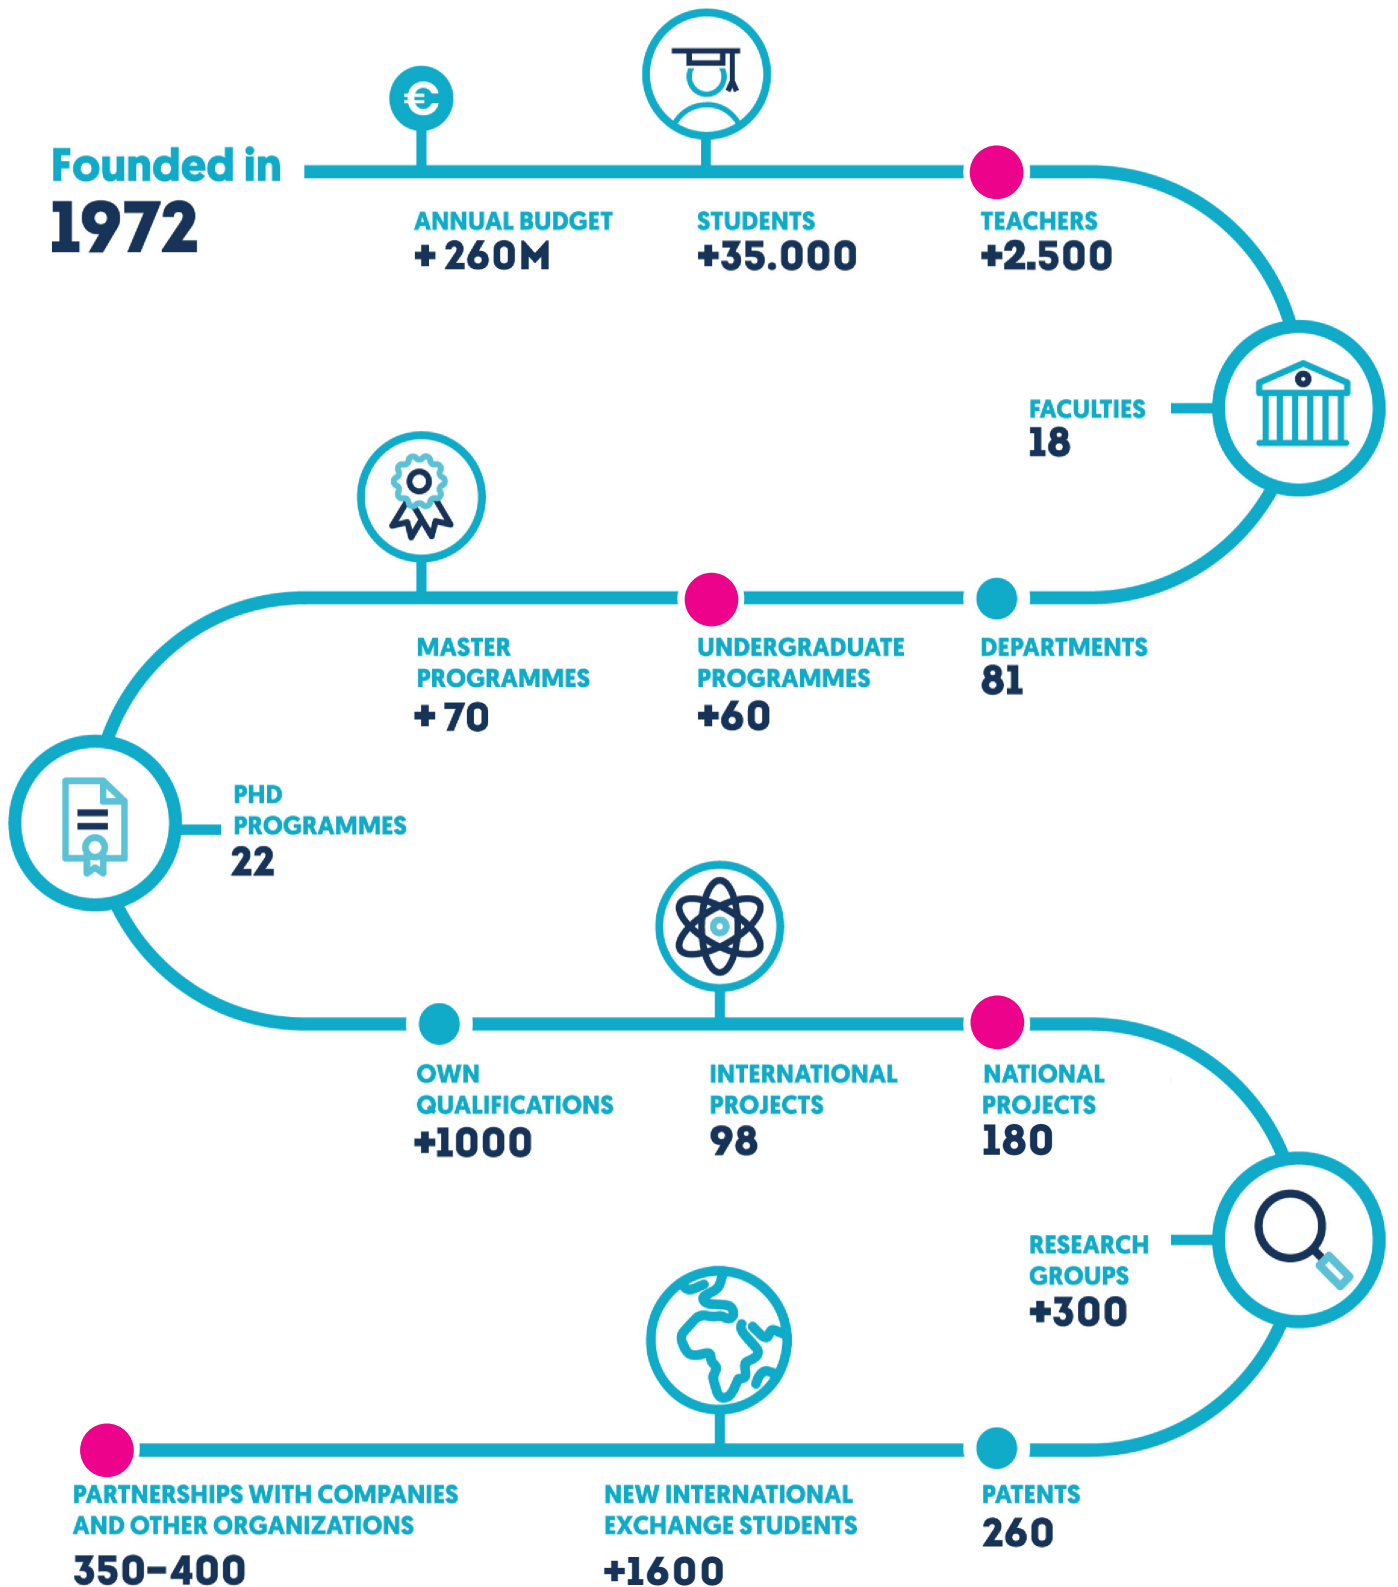 €
Founded in
1972
ANNUAL BUDGET
+ 260M
STUDENTS
+35.000
TEACHERS
+2.500
FACULTIES
18
DEPARTMENTS
81
UNDERGRADUATE
PROGRAMMES
+60
MASTER
PROGRAMMES
+ 70
PHD
PROGRAMMES
22
OWN
QUALIFICATIONS
+1000
INTERNATIONAL
PROJECTS
98
NATIONAL
PROJECTS
180
RESEARCH
GROUPS
+300
PATENTS
260
NEW INTERNATIONAL
EXCHANGE STUDENTS
+1600
PARTNERSHIPS WITH COMPANIES
AND OTHER ORGANIZATIONS
350–400